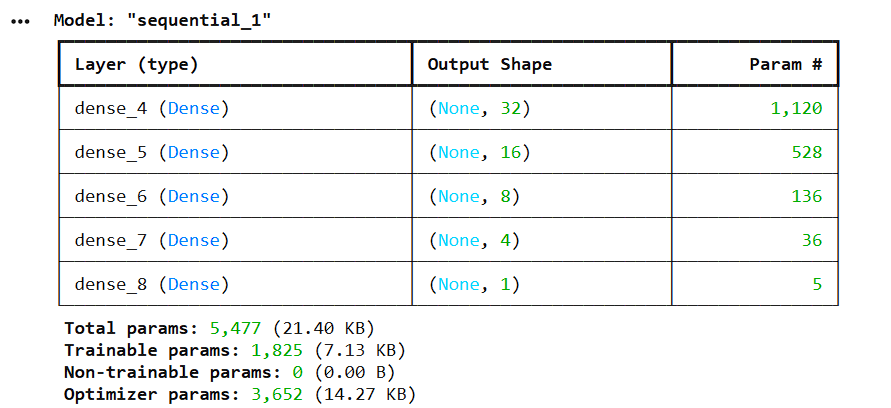 ••• Model: "sequential_1"
Layer (type) Output Shape Param #
dense_4 (Dense) (None, 32) 1,120
dense_5 (Dense) (None, 16) 528
dense_6 (Dense) (None, 8) 136
dense_7 (Dense) (None, 4) 36
dense_8 (Dense) (None, 1) 5
Total params: 5,477 (21.40 KB)
Trainable params: 1,825 (7.13 KB)
Non-trainable params: 0 (0.00 B)
Optimizer params: 3,652 (14.27 KB)